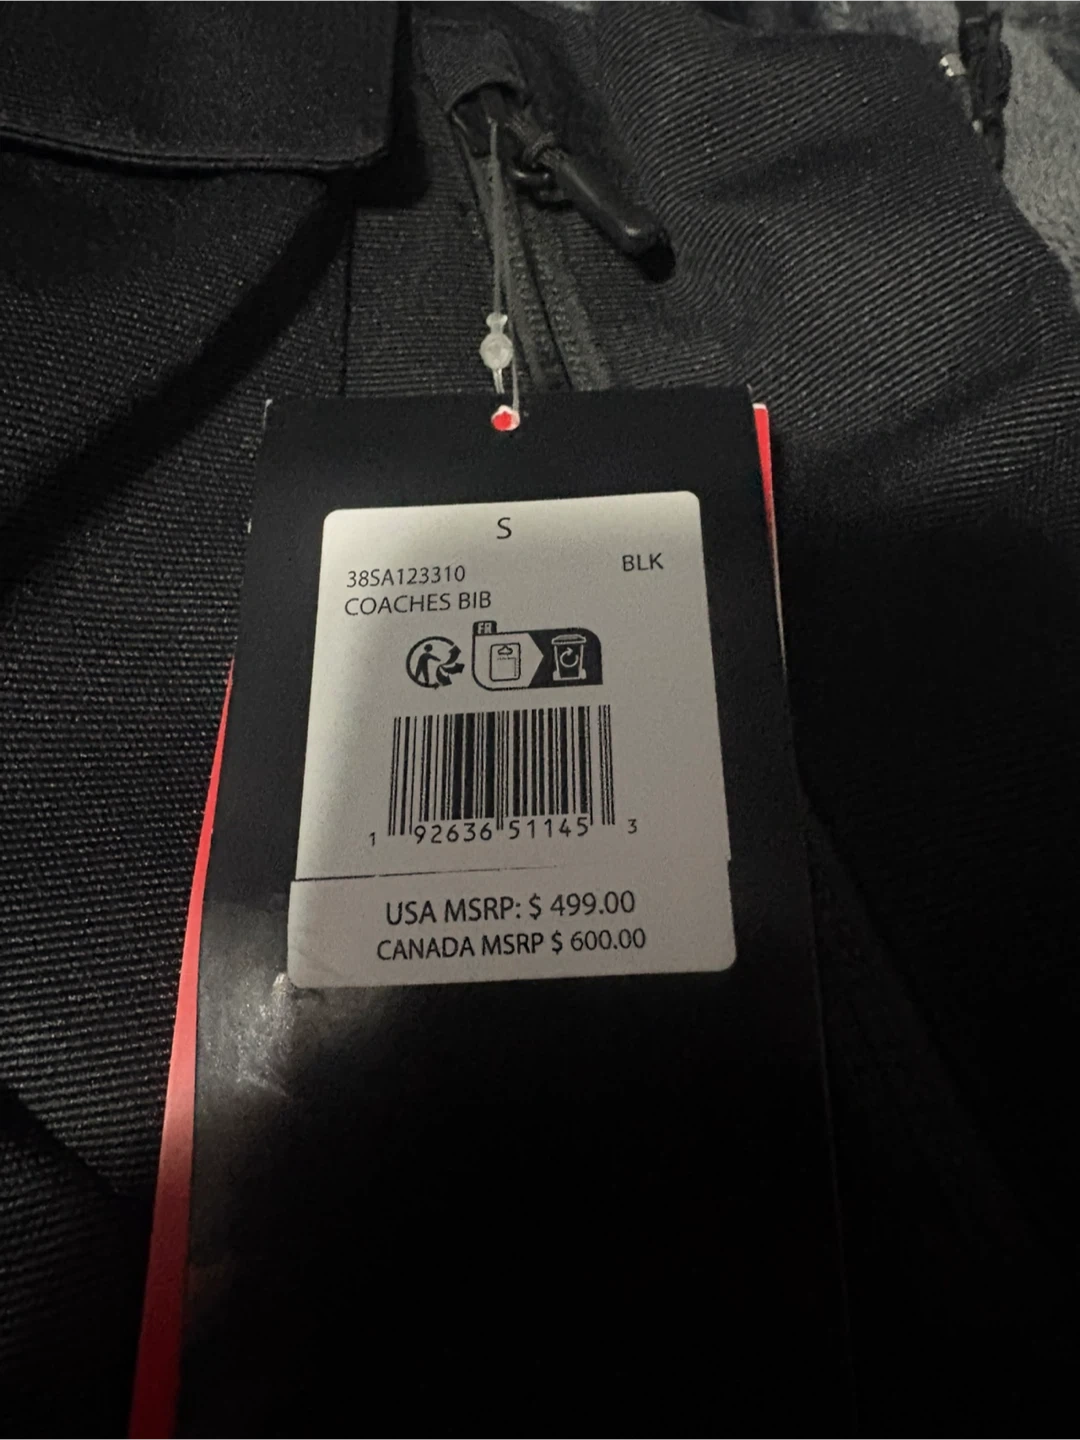 S
38SA123310
BLK
COACHES BIB
FR
1 92636 51145 3
USA MSRP: $ 499.00
CANADA MSRP $ 600.00